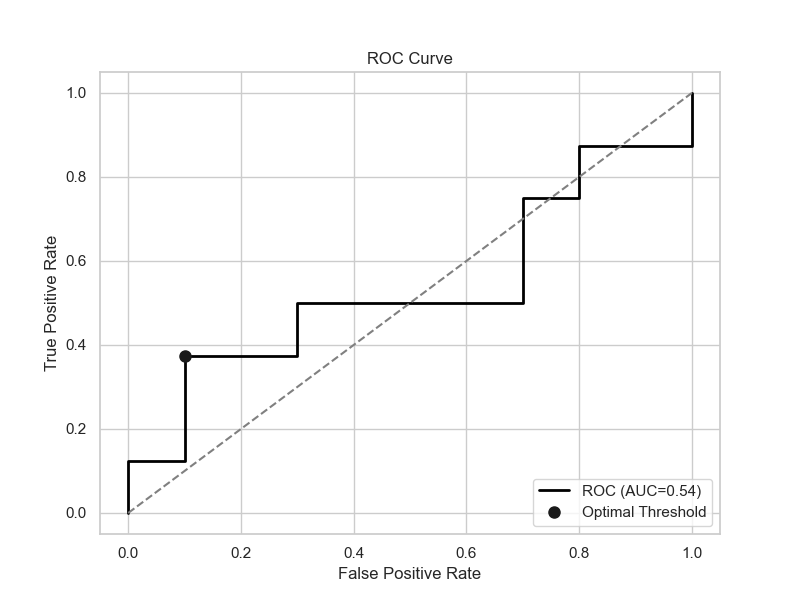 ROC Curve
1.0
0.8
0.6
0.4
0.2
0.0
True Positive Rate
0.0 0.2 0.4 0.6 0.8 1.0
False Positive Rate
ROC (AUC=0.54)
Optimal Threshold